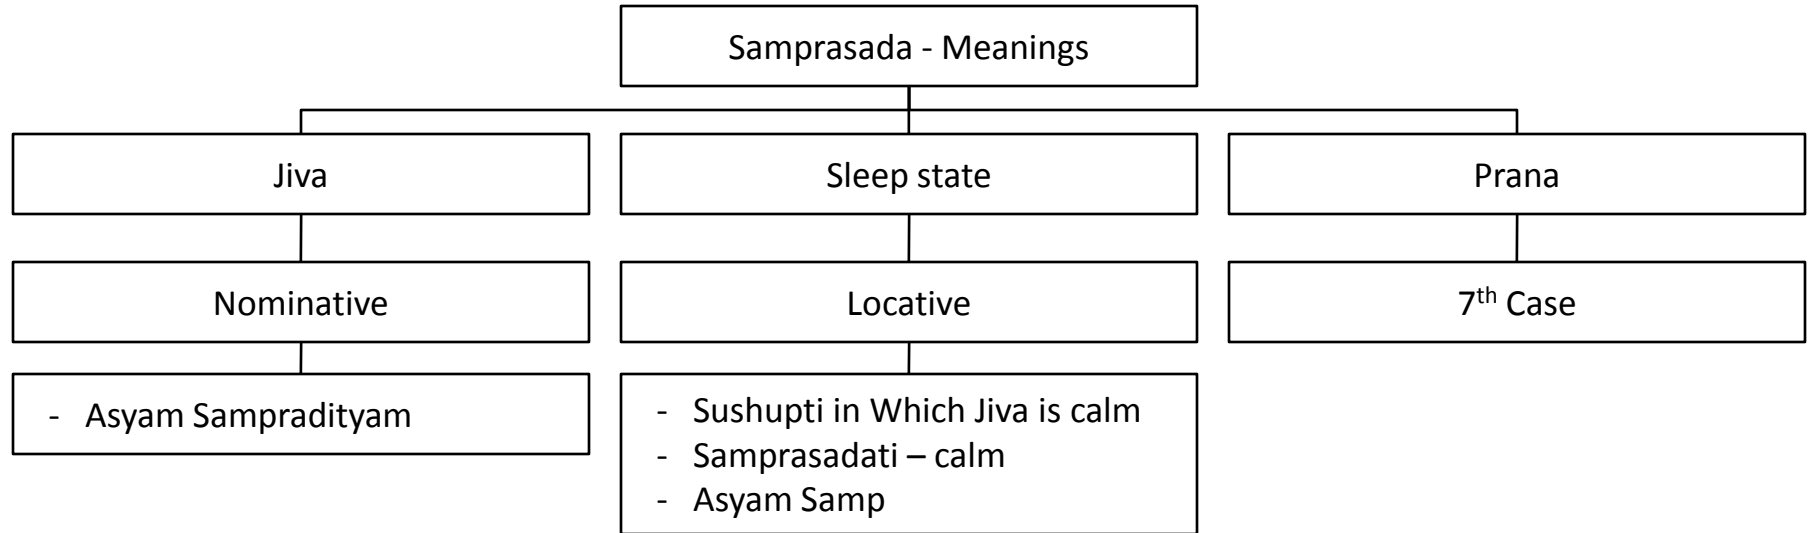 Samprasada - Meanings
Jiva
Sleep state
Prana
Nominative
Locative
7th Case
- Asyam Sampradityam
- Sushupti in Which Jiva is calm
- Samprasadati – calm
- Asyam Samp